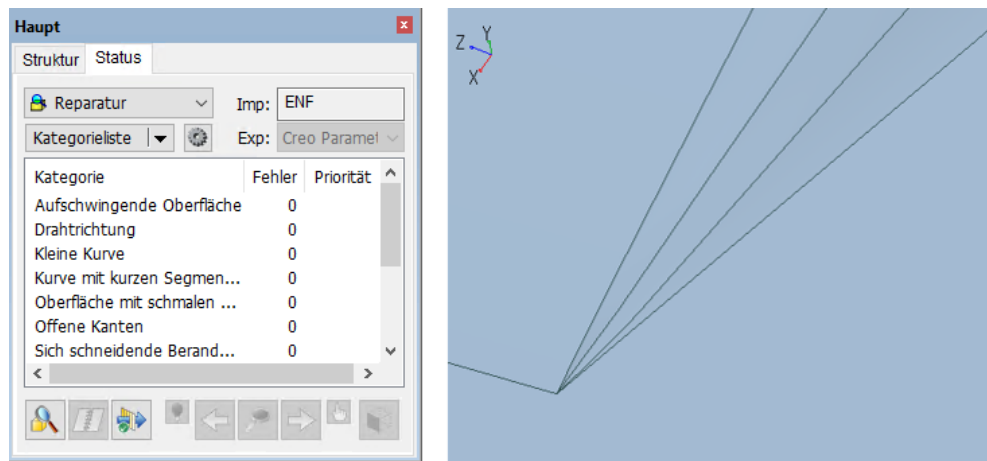 Haupt
Struktur Status
Reparatur Imp: ENF
Kategorieliste Exp: Creo Paramet
Kategorie Fehler Priorität
Aufschwingende Oberfläche 0
Drahtrichtung 0
Kleine Kurve 0
Kurve mit kurzen Segmen... 0
Oberfläche mit schmalen ... 0
Offene Kanten 0
Sich schneidende Berand... 0
Z Y
X